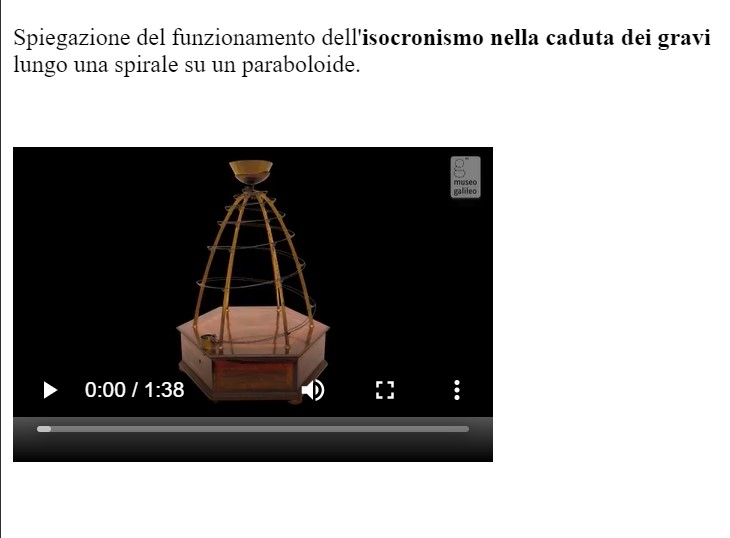 Spiegazione del funzionamento dell'isocronismo nella caduta dei gravi
lungo una spirale su un paraboloide.
museo
galileo
0:00 / 1:38